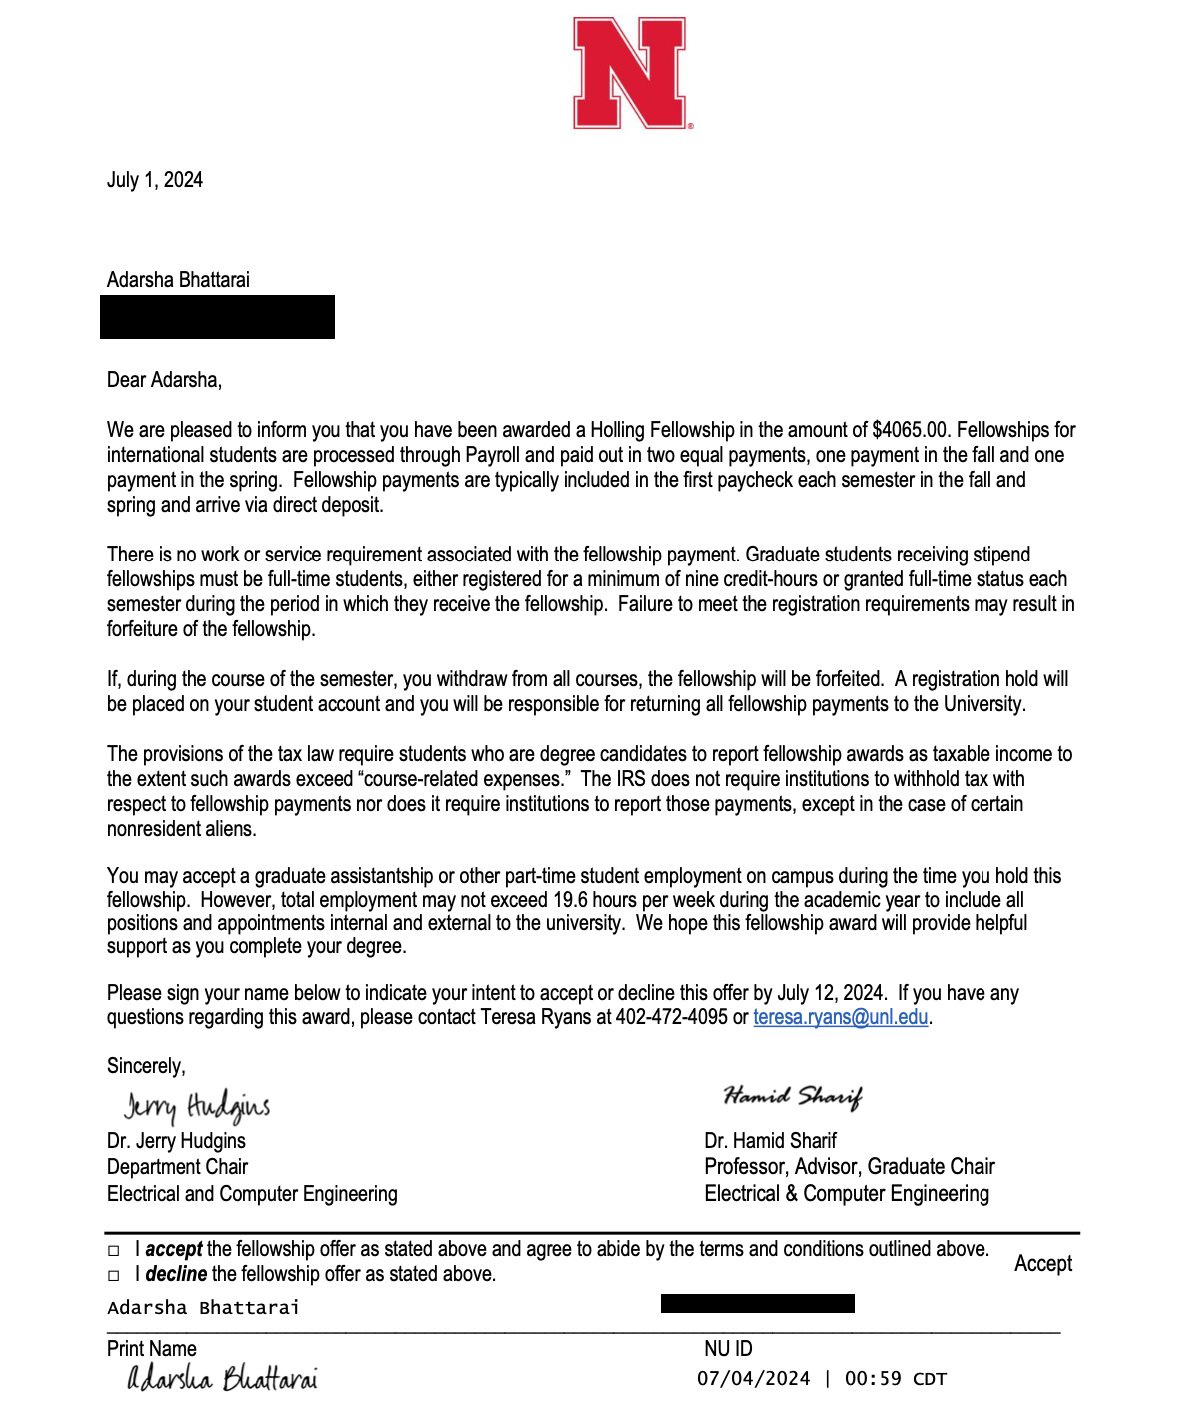 N
®
July 1, 2024
Adarsha Bhattarai
Dear Adarsha,
We are pleased to inform you that you have been awarded a Holling Fellowship in the amount of $4065.00. Fellowships for
international students are processed through Payroll and paid out in two equal payments, one payment in the fall and one
payment in the spring.  Fellowship payments are typically included in the first paycheck each semester in the fall and
spring and arrive via direct deposit.
There is no work or service requirement associated with the fellowship payment. Graduate students receiving stipend
fellowships must be full-time students, either registered for a minimum of nine credit-hours or granted full-time status each
semester during the period in which they receive the fellowship.  Failure to meet the registration requirements may result in
forfeiture of the fellowship.
If, during the course of the semester, you withdraw from all courses, the fellowship will be forfeited.  A registration hold will
be placed on your student account and you will be responsible for returning all fellowship payments to the University.
The provisions of the tax law require students who are degree candidates to report fellowship awards as taxable income to
the extent such awards exceed “course-related expenses.”  The IRS does not require institutions to withhold tax with
respect to fellowship payments nor does it require institutions to report those payments, except in the case of certain
nonresident aliens.
You may accept a graduate assistantship or other part-time student employment on campus during the time you hold this
fellowship.  However, total employment may not exceed 19.6 hours per week during the academic year to include all
positions and appointments internal and external to the university.  We hope this fellowship award will provide helpful
support as you complete your degree.
Please sign your name below to indicate your intent to accept or decline this offer by July 12, 2024.  If you have any
questions regarding this award, please contact Teresa Ryans at 402-472-4095 or teresa.ryans@unl.edu.
Sincerely,
Jerry Hudgins Hamid Sharif
Dr. Jerry Hudgins Dr. Hamid Sharif
Department Chair Professor, Advisor, Graduate Chair
Electrical and Computer Engineering Electrical & Computer Engineering
□ I accept the fellowship offer as stated above and agree to abide by the terms and conditions outlined above.
Accept
□ I decline the fellowship offer as stated above.
Adarsha Bhattarai
Print Name NU ID
Adarsha Bhattarai 07/04/2024 | 00:59 CDT